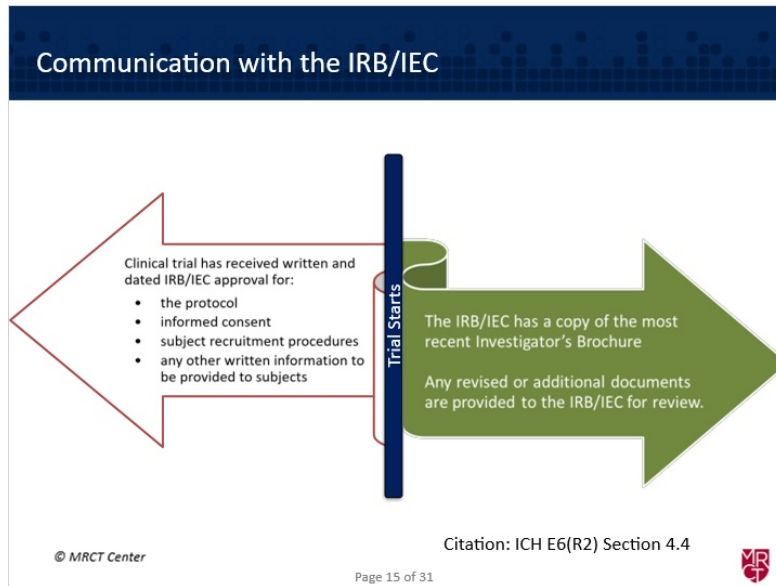 Communication with the IRB/IEC
Clinical trial has received written and
dated IRB/IEC approval for:
• the protocol
• informed consent
• subject recruitment procedures
• any other written information to
be provided to subjects
Trial Starts
The IRB/IEC has a copy of the most
recent Investigator's Brochure
Any revised or additional documents
are provided to the IRB/IEC for review.
Citation: ICH E6(R2) Section 4.4
© MRCT Center
Page 15 of 31
MR
CT